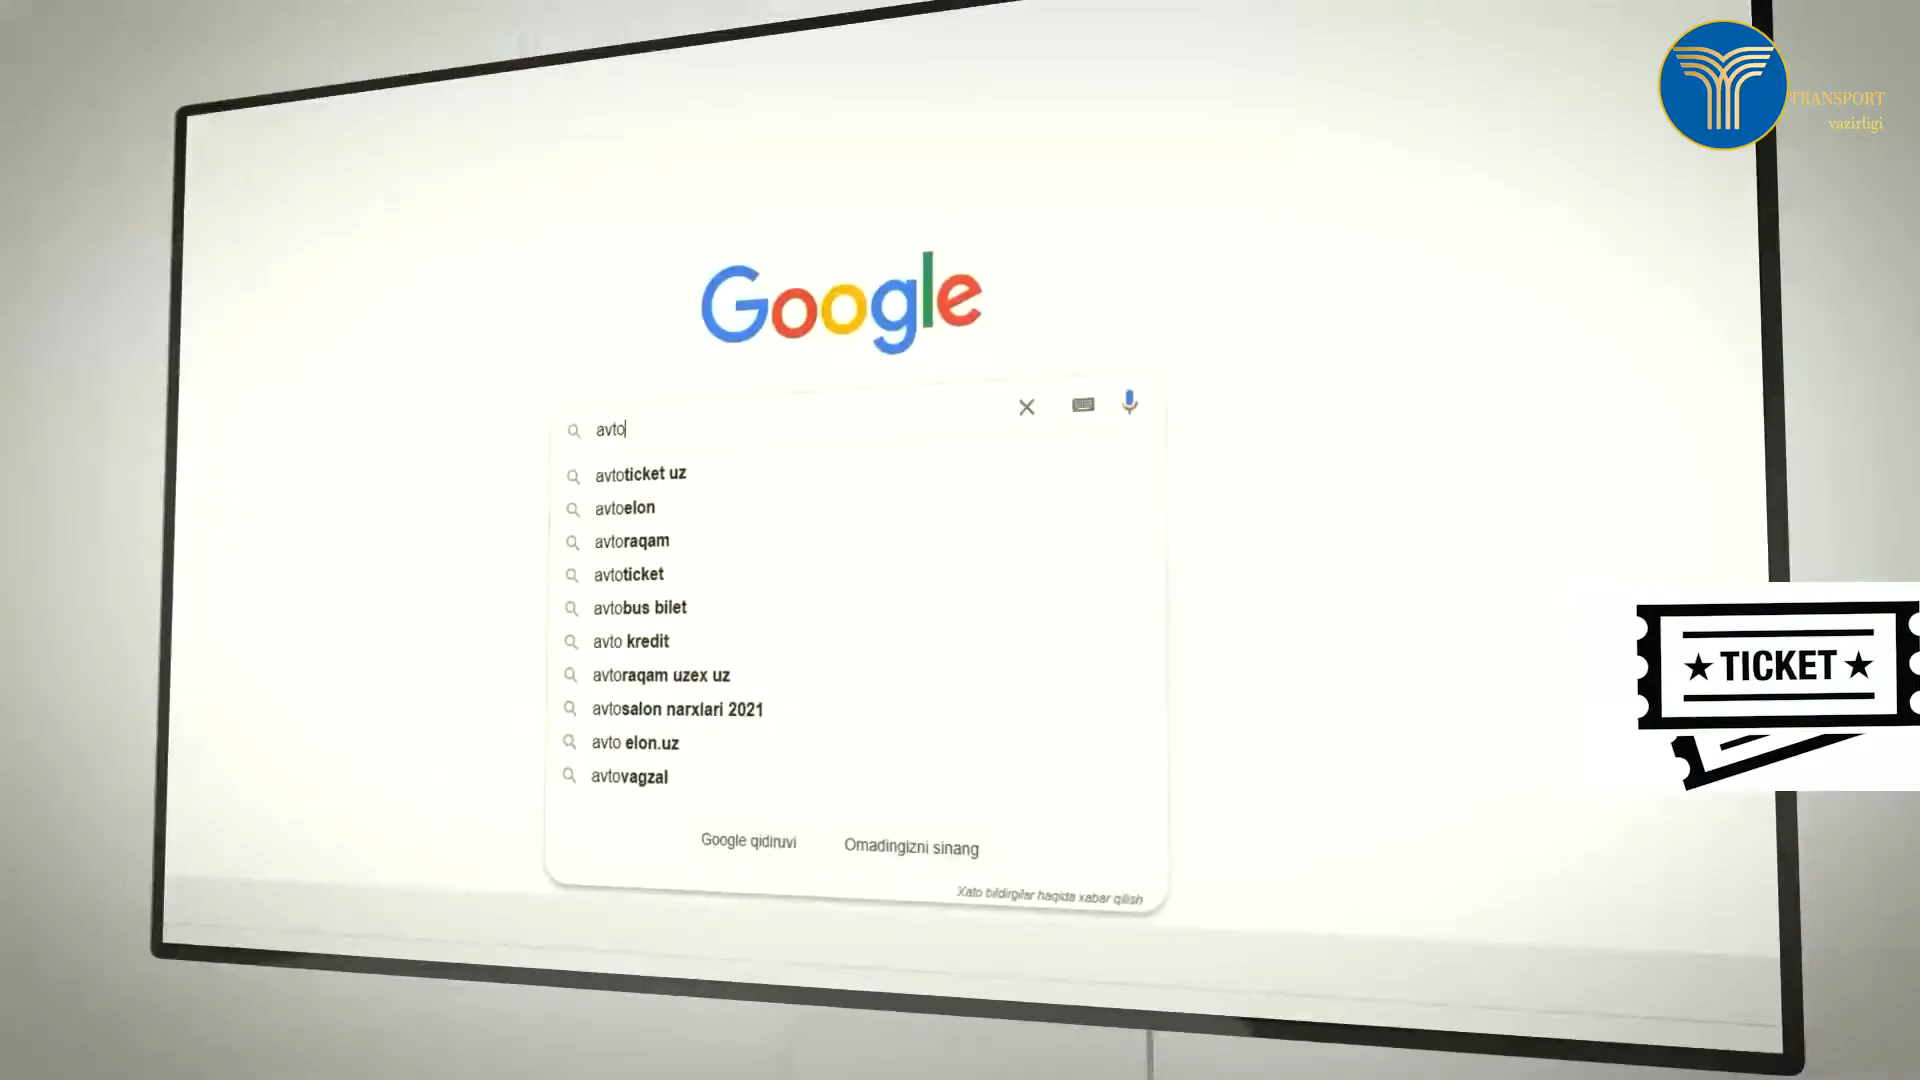 TRANSPORT
vazirligi
Google
avto
avtoticket uz
avtoelon
avtoraqam
avtoticket
avtobus bilet
avto kredit
avtoraqam uzex uz
avtosalon narxlari 2021
avto elon.uz
avtovagzal
Google qidiruvi
Omadingizni sinang
Xato bildirgilar haqida xabar qilish
★ TICKET ★